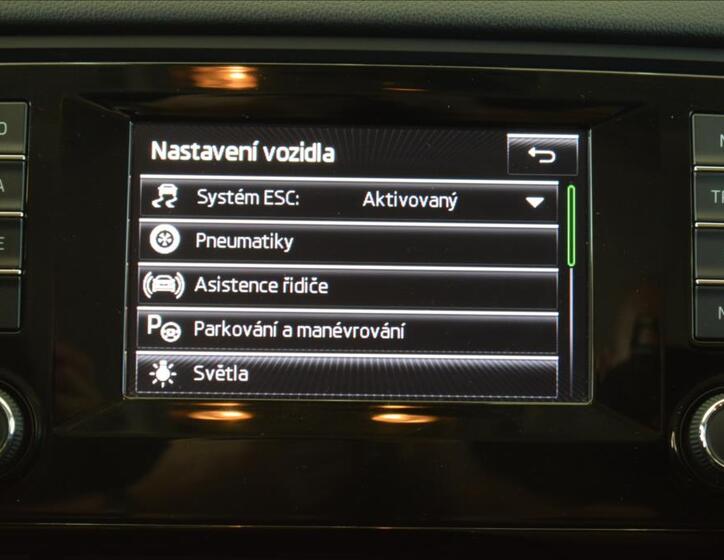 Nastavení vozidla
Systém ESC: Aktivovaný
Pneumatiky
Asistence řidiče
Parkování a manévrování
Světla